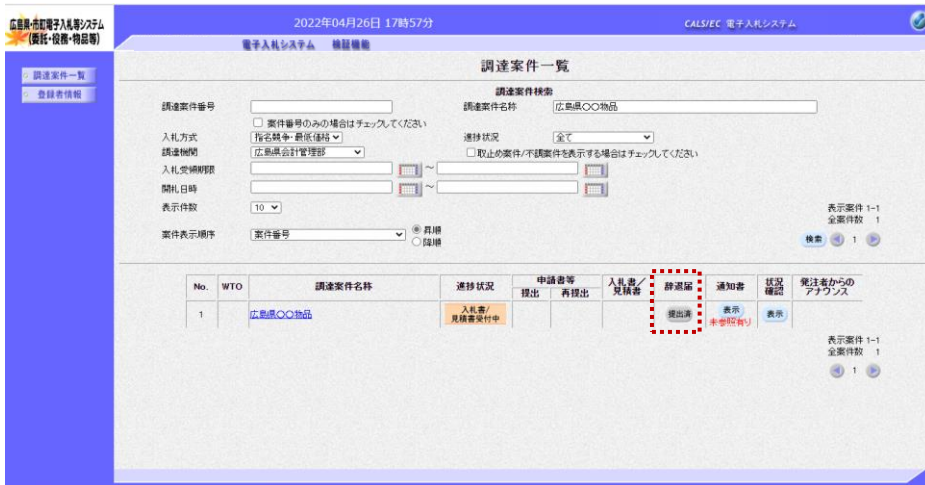 広島県・市町電子入札等システム
(委託・役務・物品等)
2022年04月26日 17時57分
CALS/EC 電子入札システム
電子入札システム 検証機能
調達案件一覧
登録者情報
調達案件一覧
調達案件検索
調達案件番号
調達案件名称 広島県〇〇物品
案件番号のみの場合はチェックしてください
入札方式 指名競争・最低価格
進捗状況 全て
調達機関 広島県会計管理部
取止め案件/不調案件を表示する場合はチェックしてください
入札受領期限 ~
開札日時 ~
表示件数 10
案件表示順序 案件番号
昇順
降順
表示案件 1-1
全案件数 1
検索 1
No. WTO 調達案件名称 進捗状況 申請書等 入札書/見積書 辞退届 通知書 状況確認 発注者からのアナウンス
提出 再提出
1 広島県〇〇物品 入札書/見積書受付中 提出済 表示 未参照有り 表示
表示案件 1-1
全案件数 1
1